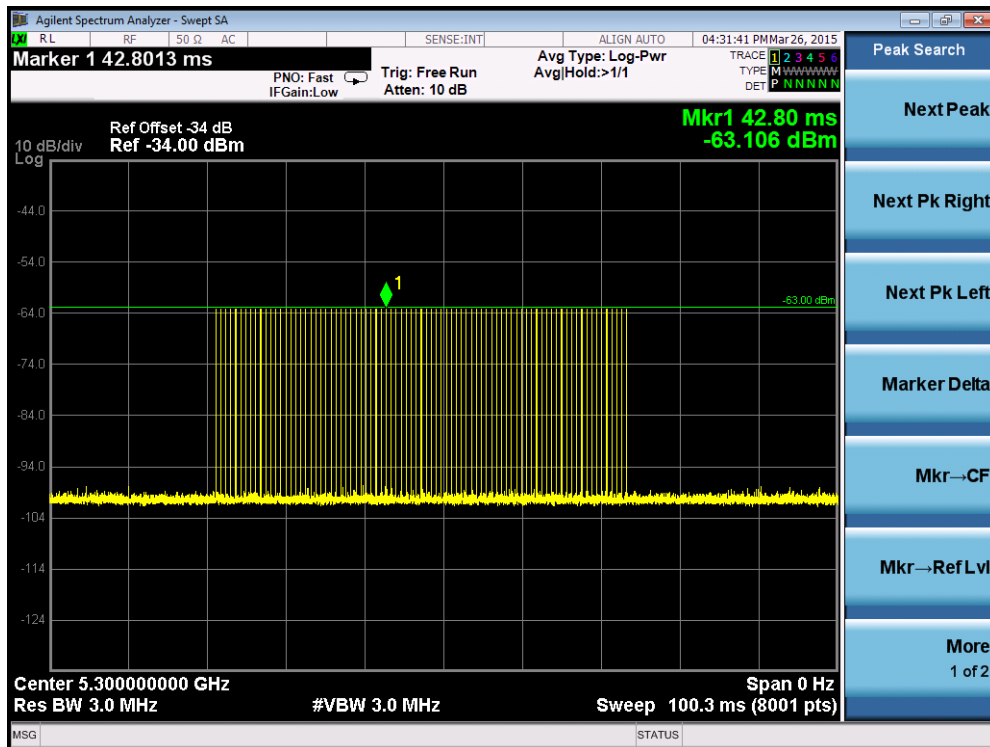 Agilent Spectrum Analyzer - Swept SA
LXI RL RF 50 Ω AC SENSE:INT ALIGN AUTO 04:31:41 PMMar26, 2015
Marker 1 42.8013 ms
PNO: Fast
IFGain:Low
Trig: Free Run
Atten: 10 dB
Avg Type: Log-Pwr
Avg|Hold:>1/1
TRACE 1 2 3 4 5 6
TYPE M WWWWW
DET P N N N N N
Peak Search
Mkr1 42.80 ms
-63.106 dBm
Ref Offset -34 dB
10 dB/div Ref -34.00 dBm
Log
-44.0
-54.0
1
-63.00 dBm
-64.0
-74.0
-84.0
-94.0
-104
-114
-124
Center 5.300000000 GHz Span 0 Hz
Res BW 3.0 MHz #VBW 3.0 MHz Sweep 100.3 ms (8001 pts)
Next Peak
Next Pk Right
Next Pk Left
Marker Delta
Mkr→CF
Mkr→Ref Lvl
More
1 of 2
MSG STATUS